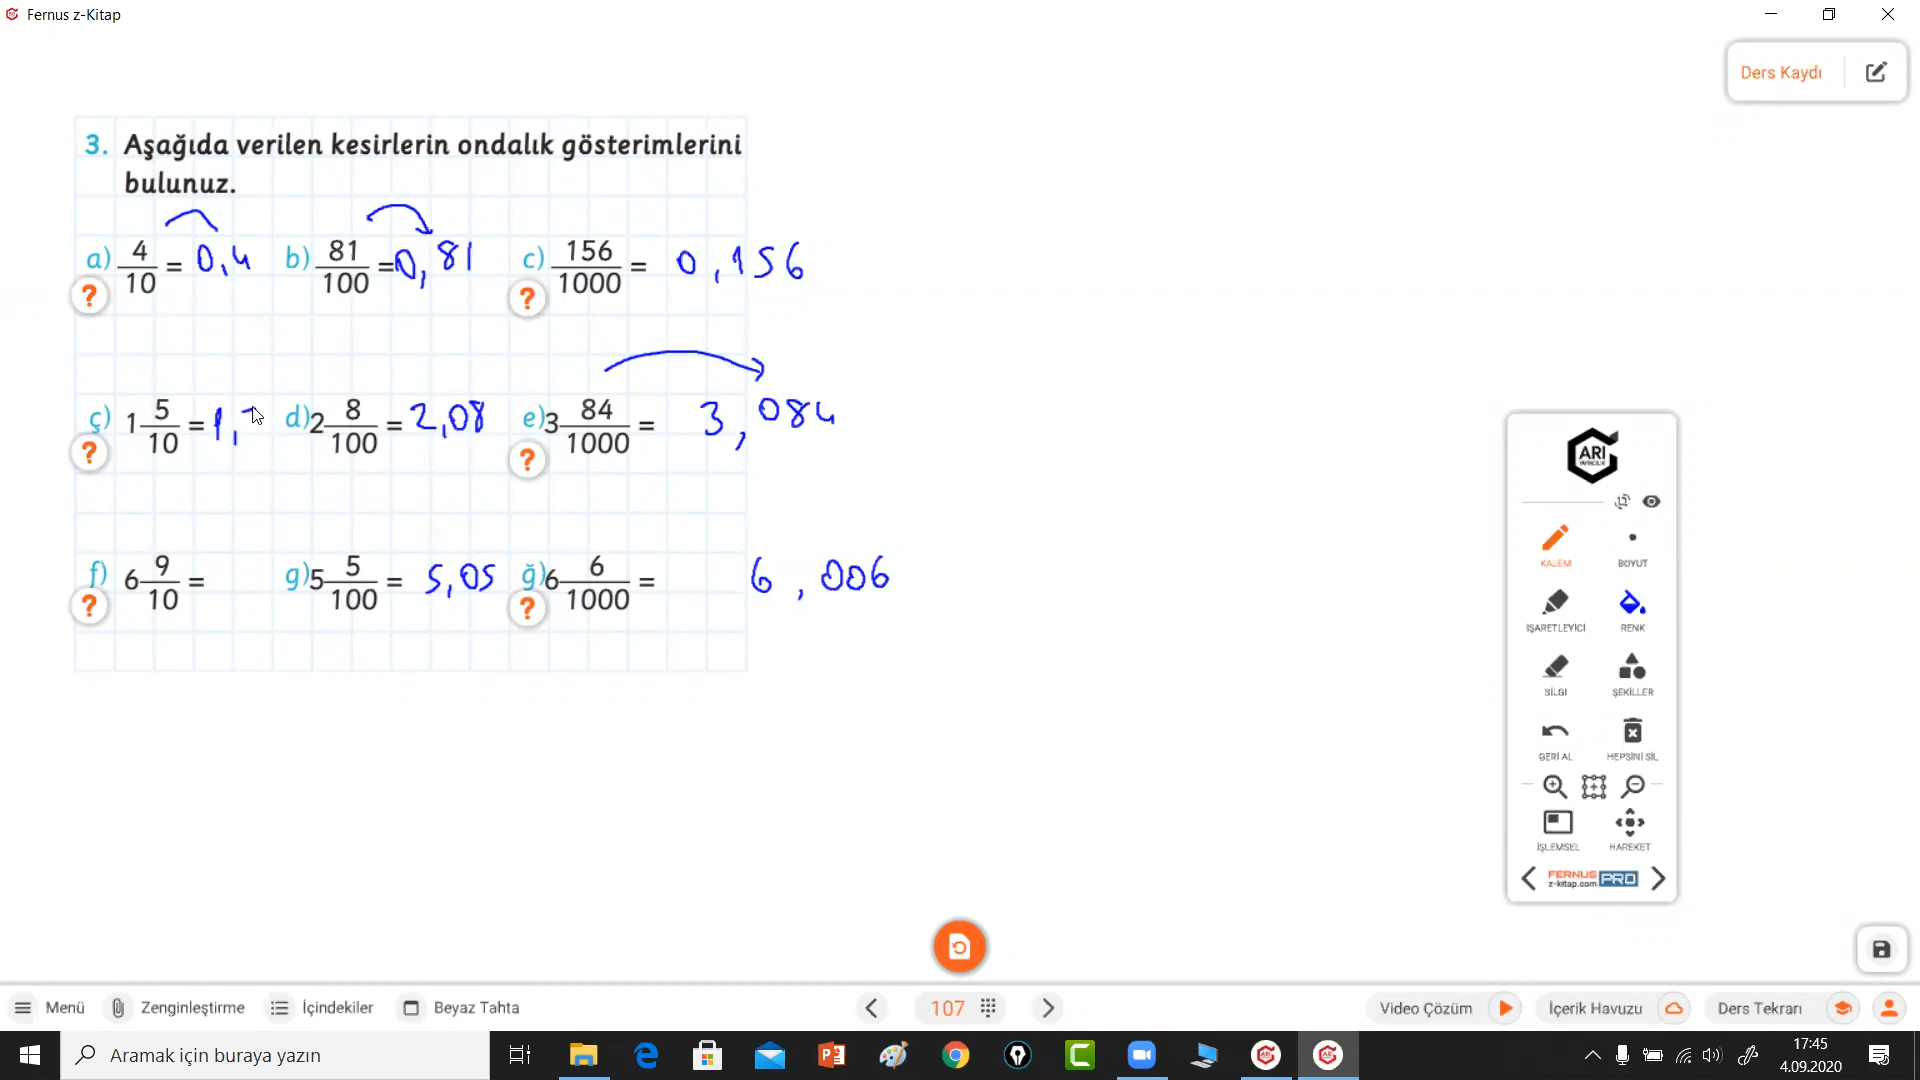 Fernus z-Kitap
Ders Kaydı
3. Aşağıda verilen kesirlerin ondalık gösterimlerini
bulunuz.
a) 4/10 = 0,4 b) 81/100 = 0,81 c) 156/1000 = 0,156
? ?
ç) 1 5/10 = 1, d) 2 8/100 = 2,08 e) 3 84/1000 = 3,084
? ?
f) 6 9/10 = g) 5 5/100 = 5,05 ğ) 6 6/1000 = 6,006
? ?
ARI
YAYINCILIK
KALEM BOYUT
İŞARETLEYİCİ RENK
SİLGİ ŞEKİLLER
GERİ AL HEPSİNİ SİL
İŞLEMSEL HAREKET
FERNUS PRO
z-kitap.com
Menü Zenginleştirme İçindekiler Beyaz Tahta 107 Video Çözüm İçerik Havuzu Ders Tekrarı
Aramak için buraya yazın
17:45
4.09.2020